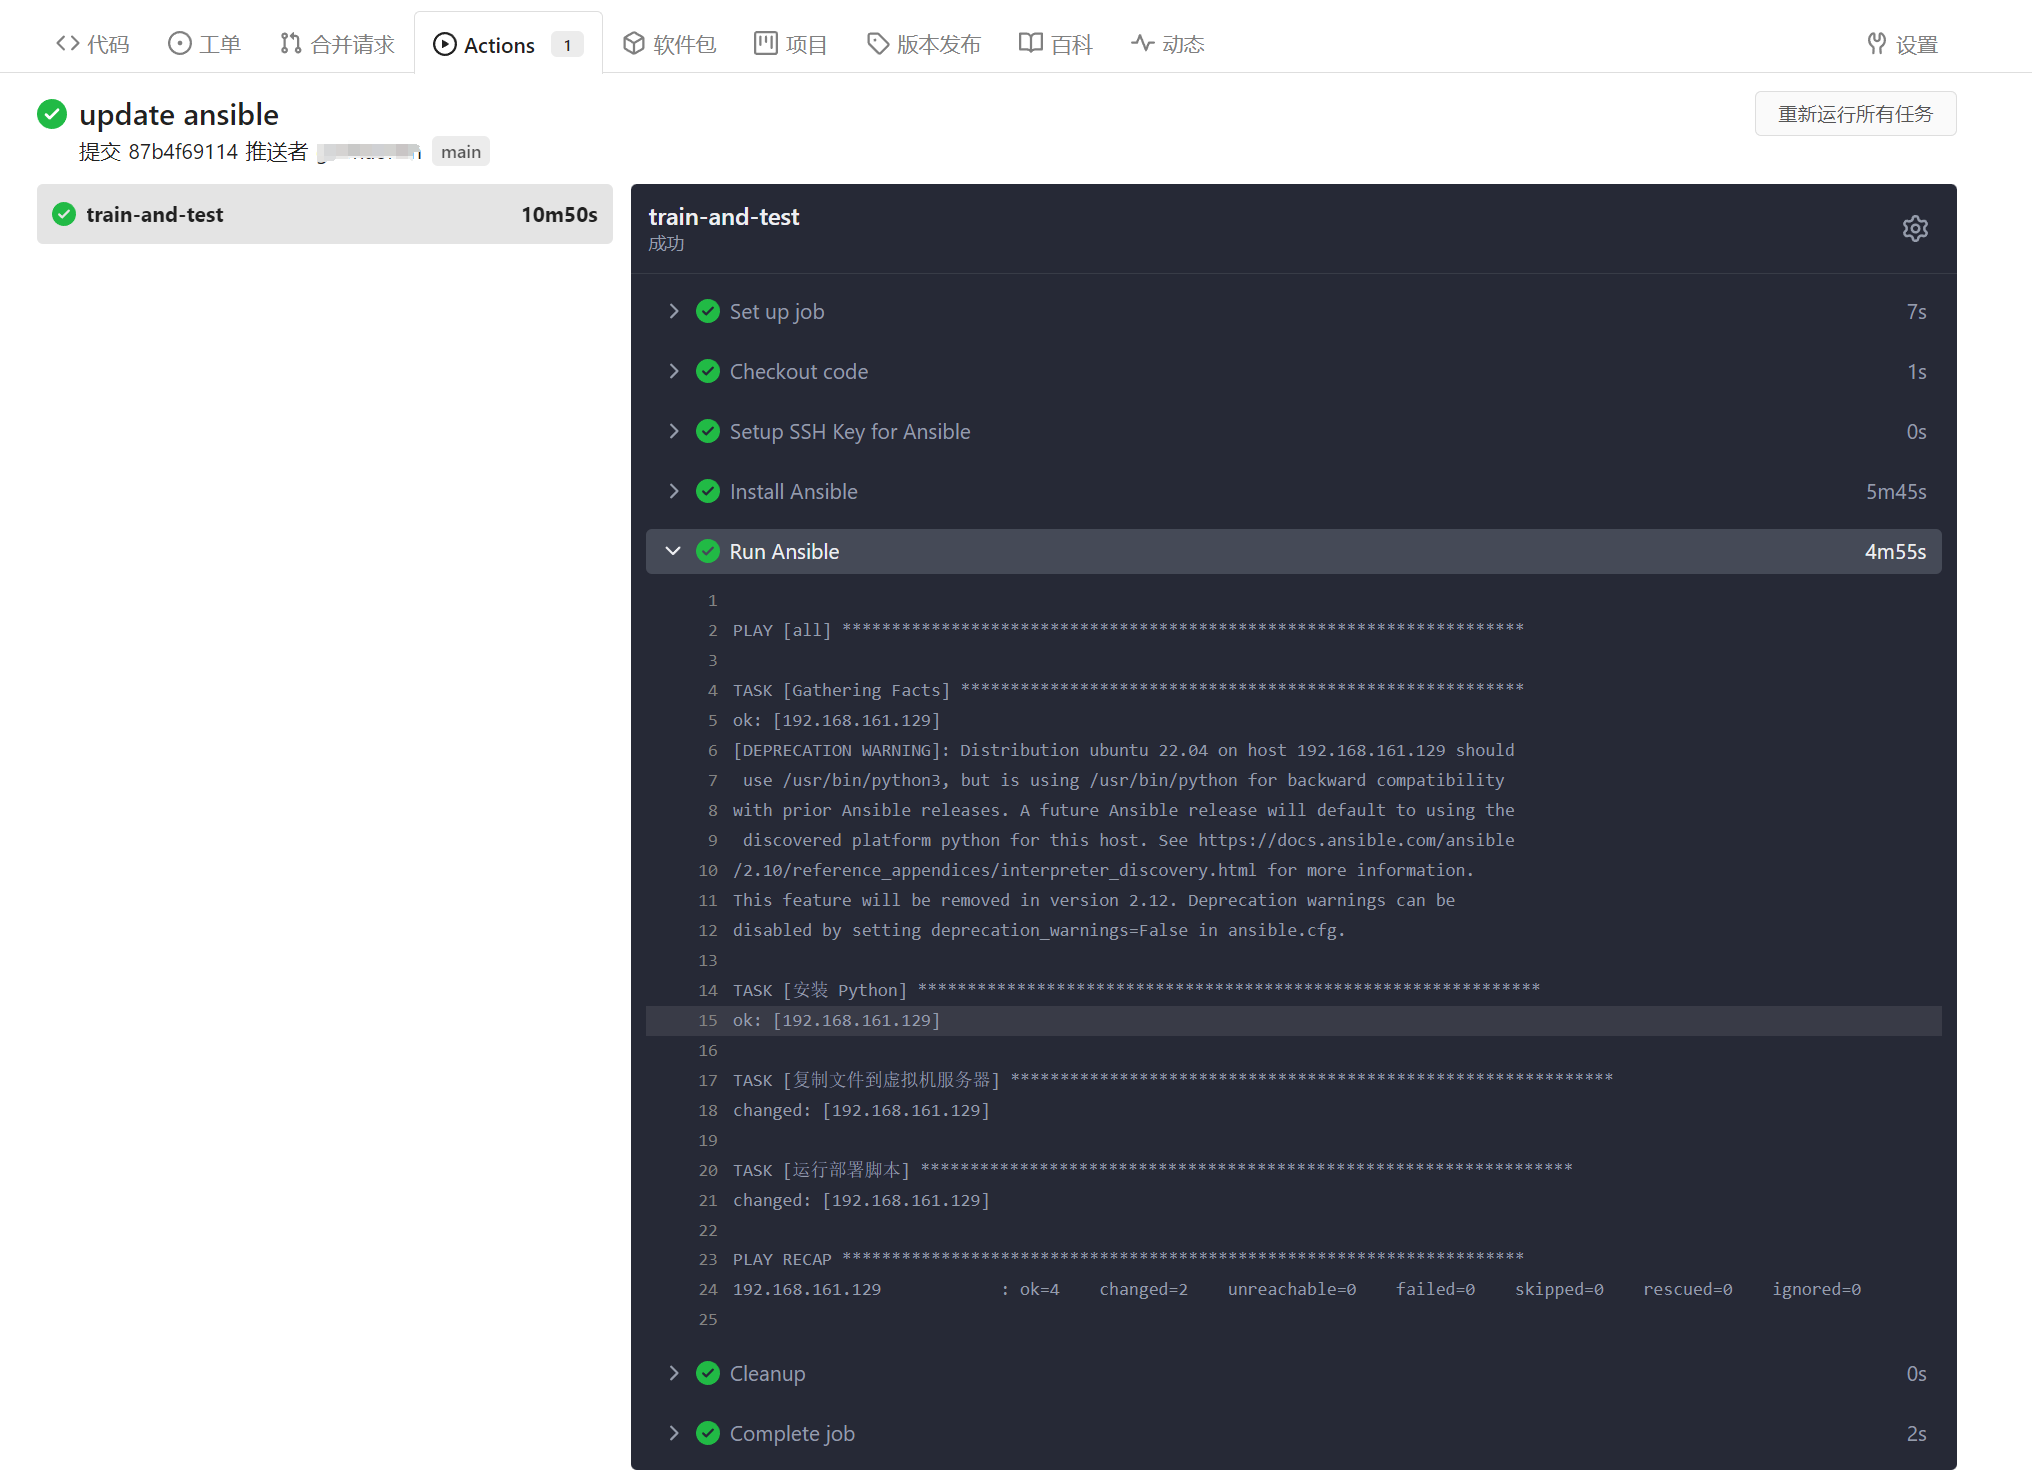 代码 工单 合并请求 Actions 1 软件包 项目 版本发布 百科 动态 设置
update ansible
重新运行所有任务
提交 87b4f69114 推送者 main
train-and-test 10m50s
train-and-test
成功
Set up job 7s
Checkout code 1s
Setup SSH Key for Ansible 0s
Install Ansible 5m45s
Run Ansible 4m55s
1
2 PLAY [all] *********************************************************************
3
4 TASK [Gathering Facts] *********************************************************
5 ok: [192.168.161.129]
6 [DEPRECATION WARNING]: Distribution ubuntu 22.04 on host 192.168.161.129 should
7 use /usr/bin/python3, but is using /usr/bin/python for backward compatibility
8 with prior Ansible releases. A future Ansible release will default to using the
9 discovered platform python for this host. See https://docs.ansible.com/ansible
10 /2.10/reference_appendices/interpreter_discovery.html for more information.
11 This feature will be removed in version 2.12. Deprecation warnings can be
12 disabled by setting deprecation_warnings=False in ansible.cfg.
13
14 TASK [安装 Python] ***************************************************************
15 ok: [192.168.161.129]
16
17 TASK [复制文件到虚拟机服务器] *************************************************************
18 changed: [192.168.161.129]
19
20 TASK [运行部署脚本] ******************************************************************
21 changed: [192.168.161.129]
22
23 PLAY RECAP *********************************************************************
24 192.168.161.129 : ok=4 changed=2 unreachable=0 failed=0 skipped=0 rescued=0 ignored=0
25
Cleanup 0s
Complete job 2s